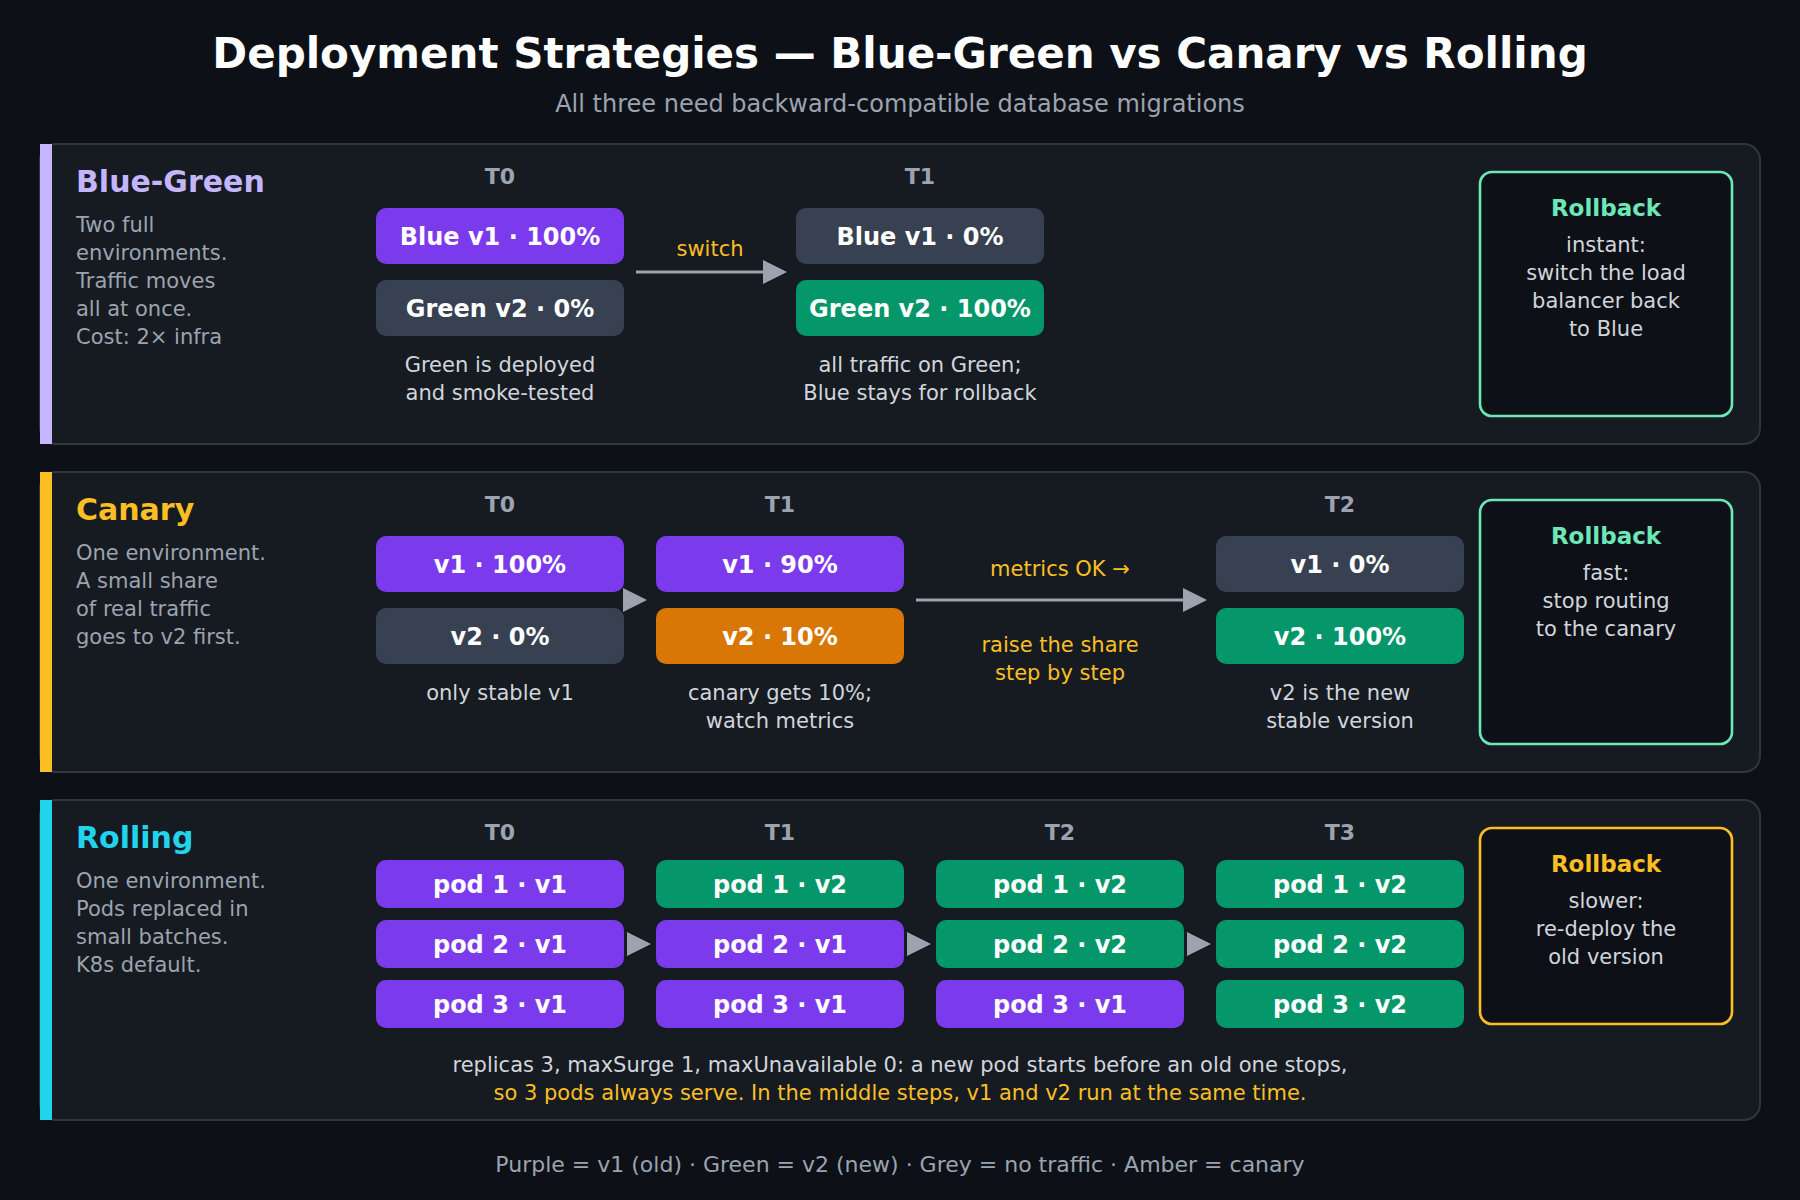 Deployment Strategies — Blue-Green vs Canary vs Rolling
All three need backward-compatible database migrations
Blue-Green
Two full
environments.
Traffic moves
all at once.
Cost: 2× infra
T0
Blue v1 · 100%
Green v2 · 0%
Green is deployed
and smoke-tested
switch
T1
Blue v1 · 0%
Green v2 · 100%
all traffic on Green;
Blue stays for rollback
Rollback
instant:
switch the load
balancer back
to Blue
Canary
One environment.
A small share
of real traffic
goes to v2 first.
T0
v1 · 100%
v2 · 0%
only stable v1
T1
v1 · 90%
v2 · 10%
canary gets 10%;
watch metrics
metrics OK →
raise the share
step by step
T2
v1 · 0%
v2 · 100%
v2 is the new
stable version
Rollback
fast:
stop routing
to the canary
Rolling
One environment.
Pods replaced in
small batches.
K8s default.
T0
pod 1 · v1
pod 2 · v1
pod 3 · v1
T1
pod 1 · v2
pod 2 · v1
pod 3 · v1
T2
pod 1 · v2
pod 2 · v2
pod 3 · v1
T3
pod 1 · v2
pod 2 · v2
pod 3 · v2
Rollback
slower:
re-deploy the
old version
replicas 3, maxSurge 1, maxUnavailable 0: a new pod starts before an old one stops,
so 3 pods always serve. In the middle steps, v1 and v2 run at the same time.
Purple = v1 (old) · Green = v2 (new) · Grey = no traffic · Amber = canary